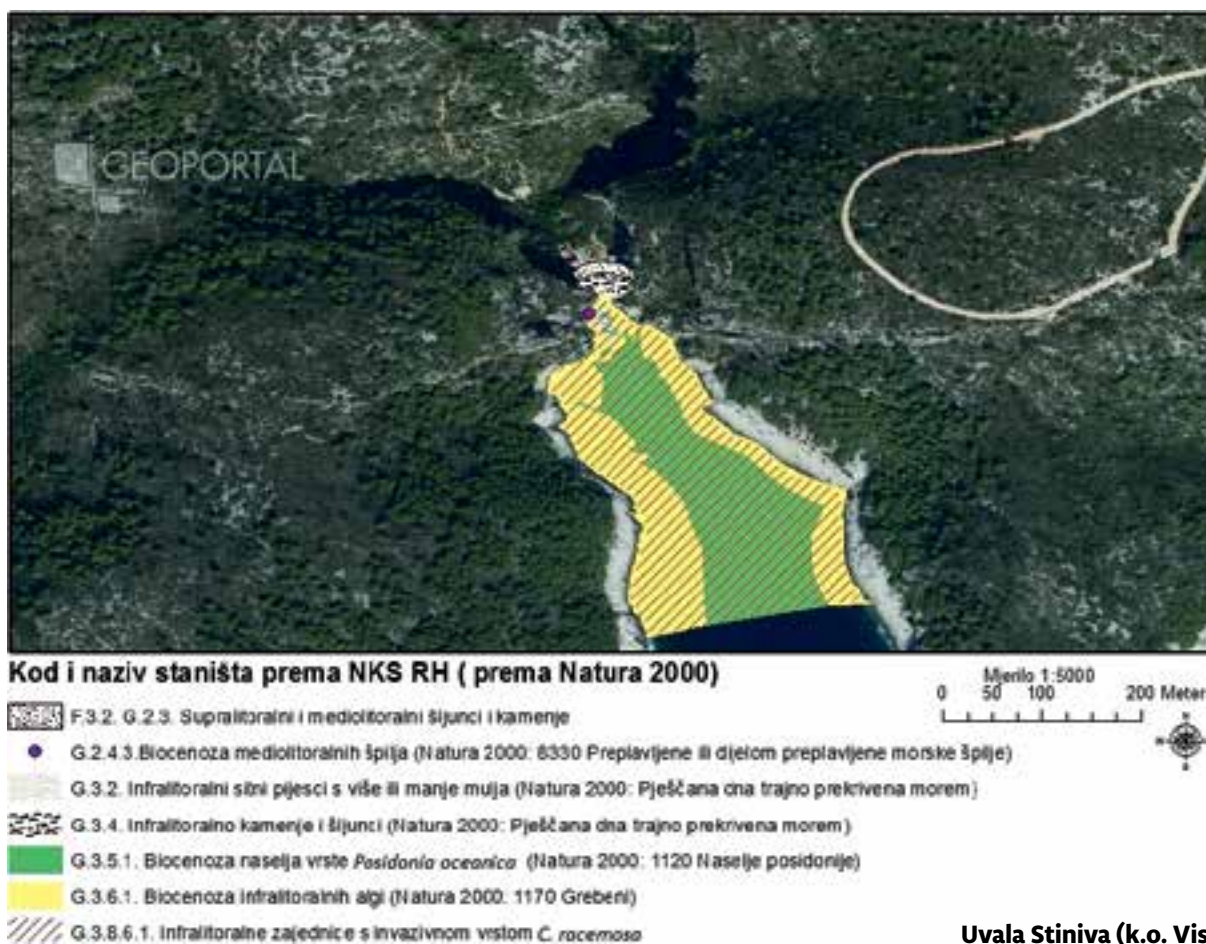 GEOPORTAL
Kod i naziv staništa prema NKS RH ( prema Natura 2000)
Mjerilo 1:5000
0 50 100 200 Meter
F.3.2. G.2.3. Supralitoralni i mediolitoralni šljunci i kamenje
G.2.4.3.Biocenoza mediolitoralnih špilja (Natura 2000: 8330 Preplavljene ili dijelom preplavljene morske špilje)
G.3.2. Infralitoralni sitni pijesci s više ili manje mulja (Natura 2000: Pješčana dna trajno prekrivena morem)
G.3.4. Infralitoralno kamenje i šljunci (Natura 2000: Pješčana dna trajno prekrivena morem)
G.3.5.1. Biocenoza naselja vrste Posidonia oceanica (Natura 2000: 1120 Naselje posidonije)
G.3.6.1. Biocenoza infralitoralnih algi (Natura 2000: 1170 Grebeni)
G.3.8.6.1. Infralitoralne zajednice s invazivnom vrstom C. racemosa
Uvala Stiniva (k.o. Vis